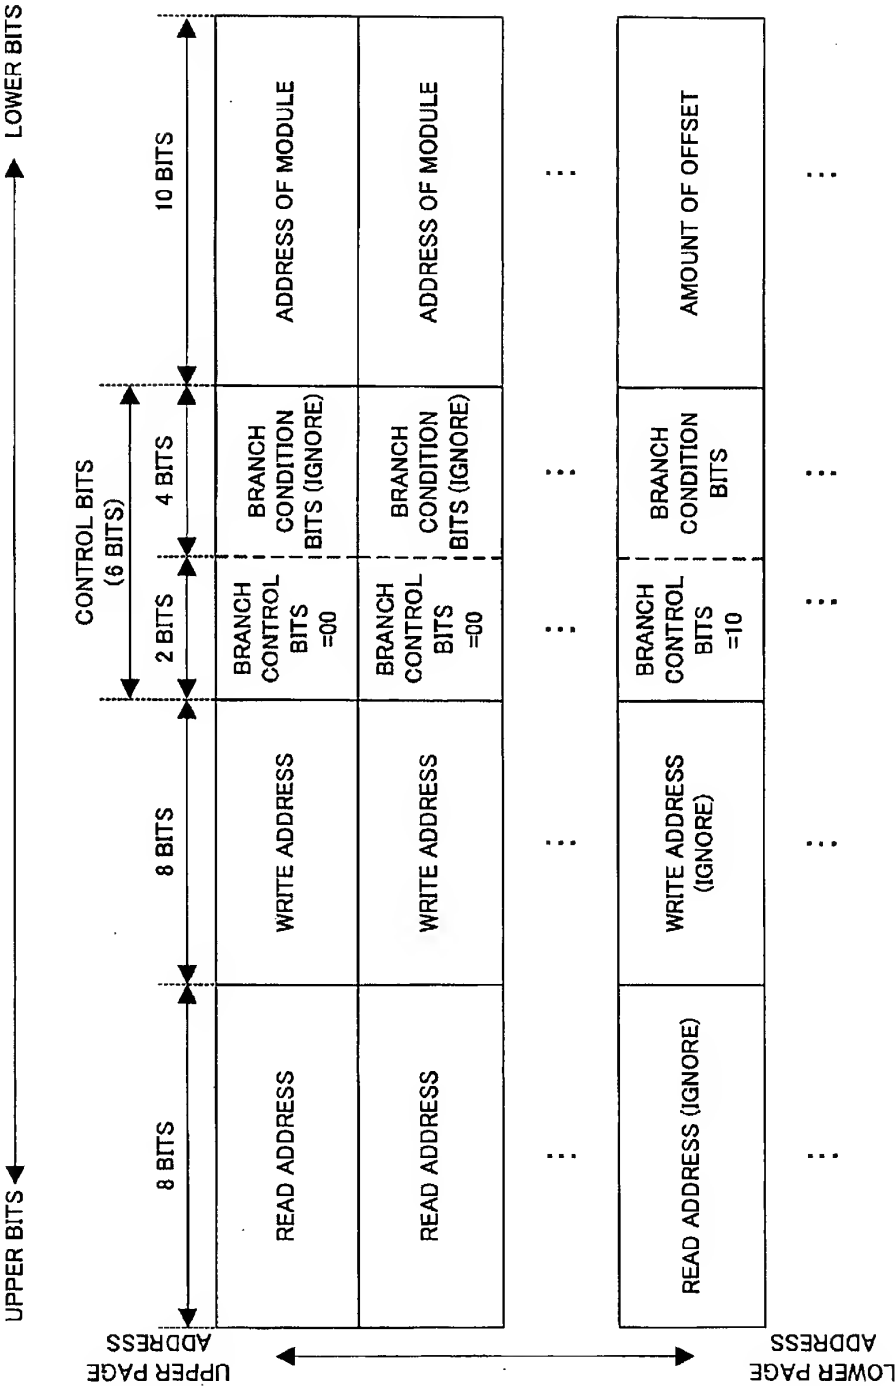 UPPER BITS
LOWER BITS
CONTROL BITS
(6 BITS)
8 BITS
8 BITS
2 BITS
4 BITS
10 BITS
UPPER PAGE
ADDRESS
READ ADDRESS
WRITE ADDRESS
BRANCH
CONTROL
BITS
=00
BRANCH
CONDITION
BITS (IGNORE)
ADDRESS OF MODULE
READ ADDRESS
WRITE ADDRESS
BRANCH
CONTROL
BITS
=00
BRANCH
CONDITION
BITS (IGNORE)
ADDRESS OF MODULE
... ... ... ... ...
READ ADDRESS (IGNORE)
WRITE ADDRESS
(IGNORE)
BRANCH
CONTROL
BITS
=10
BRANCH
CONDITION
BITS
AMOUNT OF OFFSET
... ... ... ... ...
LOWER PAGE
ADDRESS